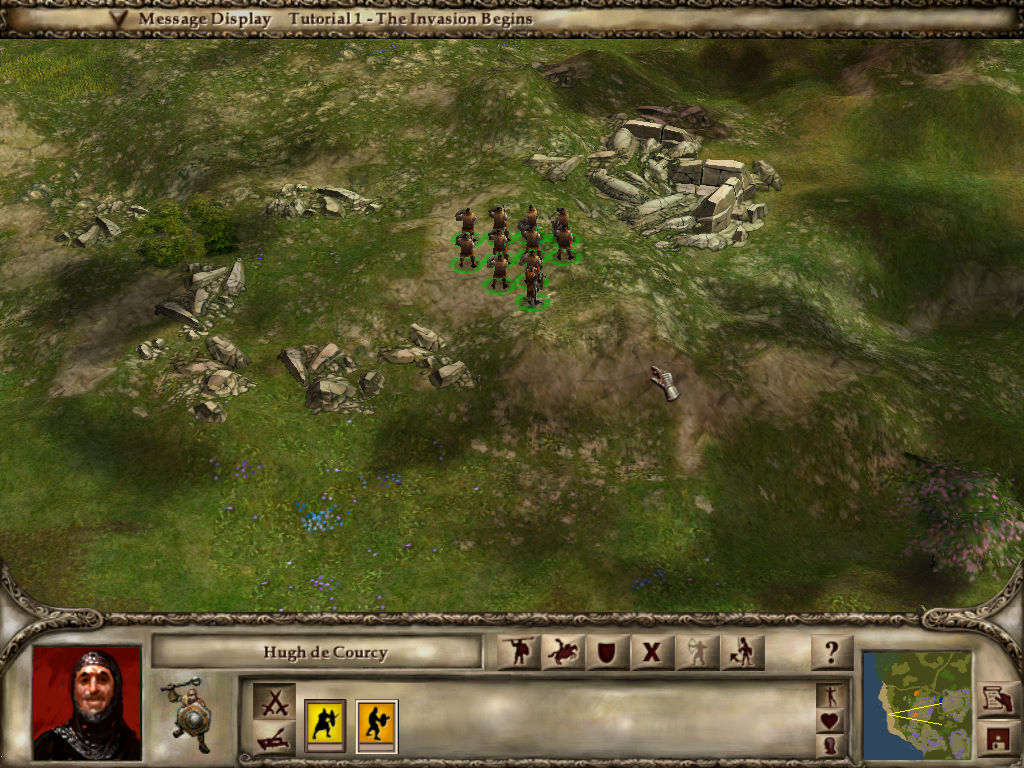 Message Display Tutorial 1 - The Invasion Begins
Hugh de Courcy
X ?